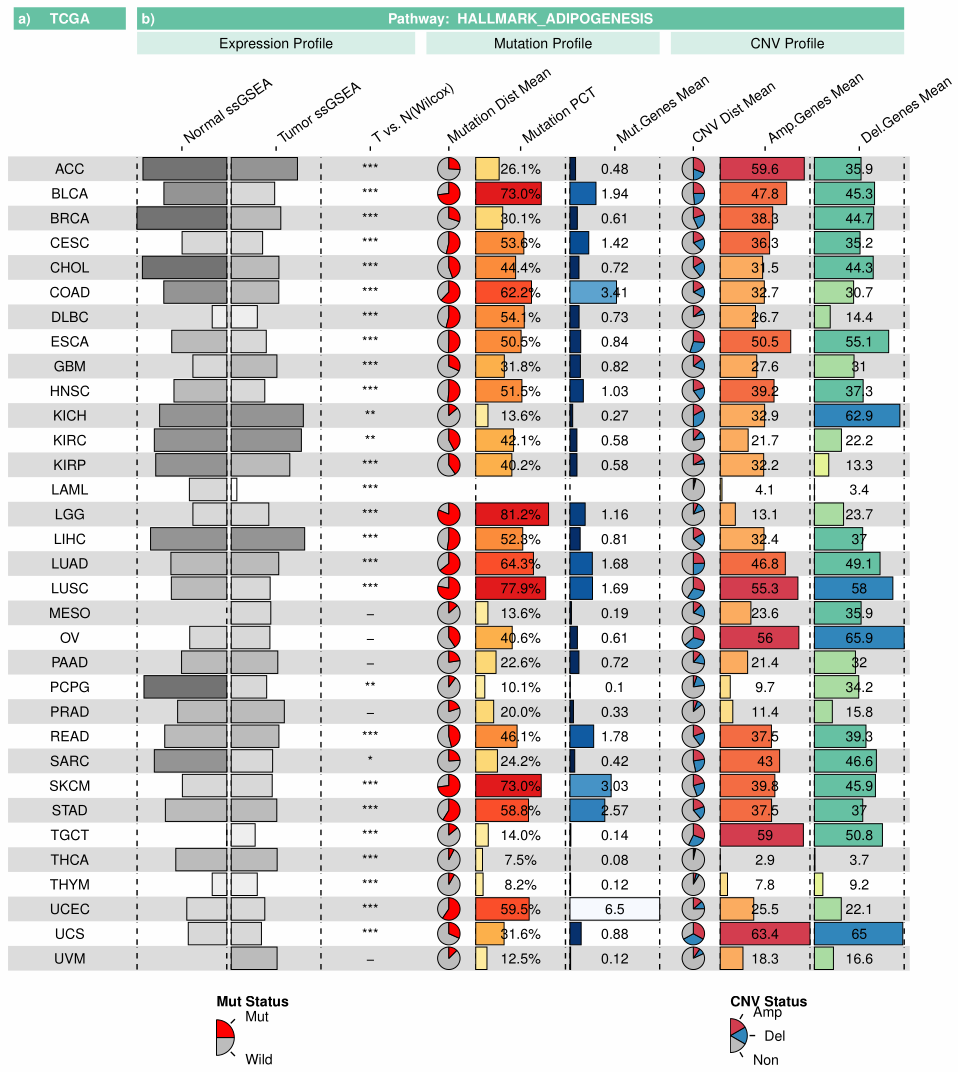 a) TCGA b) Pathway: HALLMARK_ADIPOGENESIS
Expression Profile Mutation Profile CNV Profile
Normal ssGSEA Tumor ssGSEA T vs. N(Wilcox) Mutation Dist Mean Mutation PCT Mut.Genes Mean CNV Dist Mean Amp.Genes Mean Del.Genes Mean
ACC *** 26.1% 0.48 59.6 35.9
BLCA *** 73.0% 1.94 47.8 45.3
BRCA *** 30.1% 0.61 38.3 44.7
CESC *** 53.6% 1.42 36.3 35.2
CHOL *** 44.4% 0.72 31.5 44.3
COAD *** 62.2% 3.41 32.7 30.7
DLBC *** 54.1% 0.73 26.7 14.4
ESCA *** 50.5% 0.84 50.5 55.1
GBM *** 31.8% 0.82 27.6 31
HNSC *** 51.5% 1.03 39.2 37.3
KICH ** 13.6% 0.27 32.9 62.9
KIRC ** 42.1% 0.58 21.7 22.2
KIRP *** 40.2% 0.58 32.2 13.3
LAML *** 4.1 3.4
LGG *** 81.2% 1.16 13.1 23.7
LIHC *** 52.3% 0.81 32.4 37
LUAD *** 64.3% 1.68 46.8 49.1
LUSC *** 77.9% 1.69 55.3 58
MESO – 13.6% 0.19 23.6 35.9
OV – 40.6% 0.61 56 65.9
PAAD – 22.6% 0.72 21.4 32
PCPG ** 10.1% 0.1 9.7 34.2
PRAD – 20.0% 0.33 11.4 15.8
READ *** 46.1% 1.78 37.5 39.3
SARC * 24.2% 0.42 43 46.6
SKCM *** 73.0% 3.03 39.8 45.9
STAD *** 58.8% 2.57 37.5 37
TGCT *** 14.0% 0.14 59 50.8
THCA *** 7.5% 0.08 2.9 3.7
THYM *** 8.2% 0.12 7.8 9.2
UCEC *** 59.5% 6.5 25.5 22.1
UCS *** 31.6% 0.88 63.4 65
UVM – 12.5% 0.12 18.3 16.6
Mut Status CNV Status
Mut Amp
Del
Wild Non